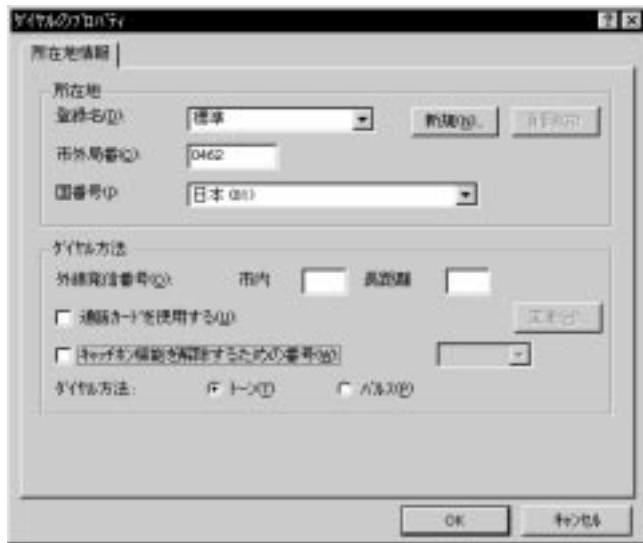 ダイヤルのプロパティ
所在地情報
所在地
登録名(D): 標準 新規(N)...
市外局番(C): 0462
国番号(I): 日本 (81)
ダイヤル方法
外線発信番号(O): 市内 長距離
通話カードを使用する(U):
キャッチホン機能を解除するための番号(W):
ダイヤル方法: トーン(T) パルス(P)
OK キャンセル